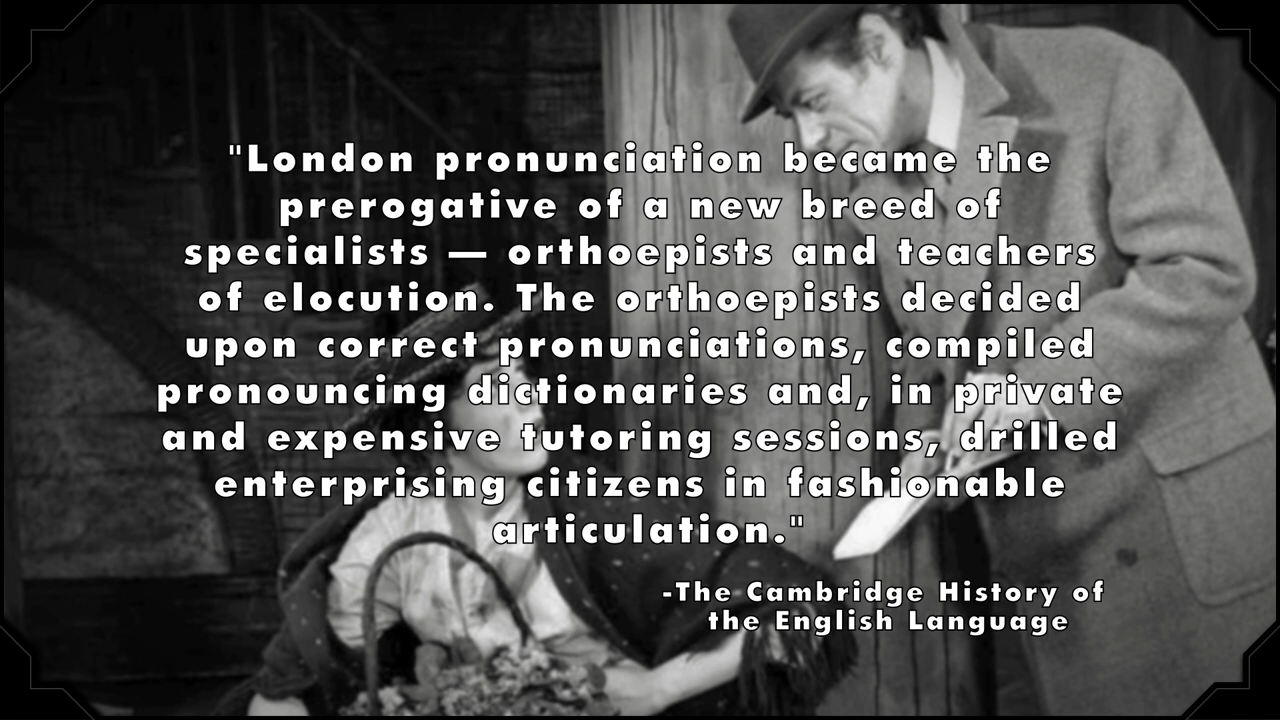 "London pronunciation became the
prerogative of a new breed of
specialists — orthoepists and teachers
of elocution. The orthoepists decided
upon correct pronunciations, compiled
pronouncing dictionaries and, in private
and expensive tutoring sessions, drilled
enterprising citizens in fashionable
articulation."
-The Cambridge History of
the English Language